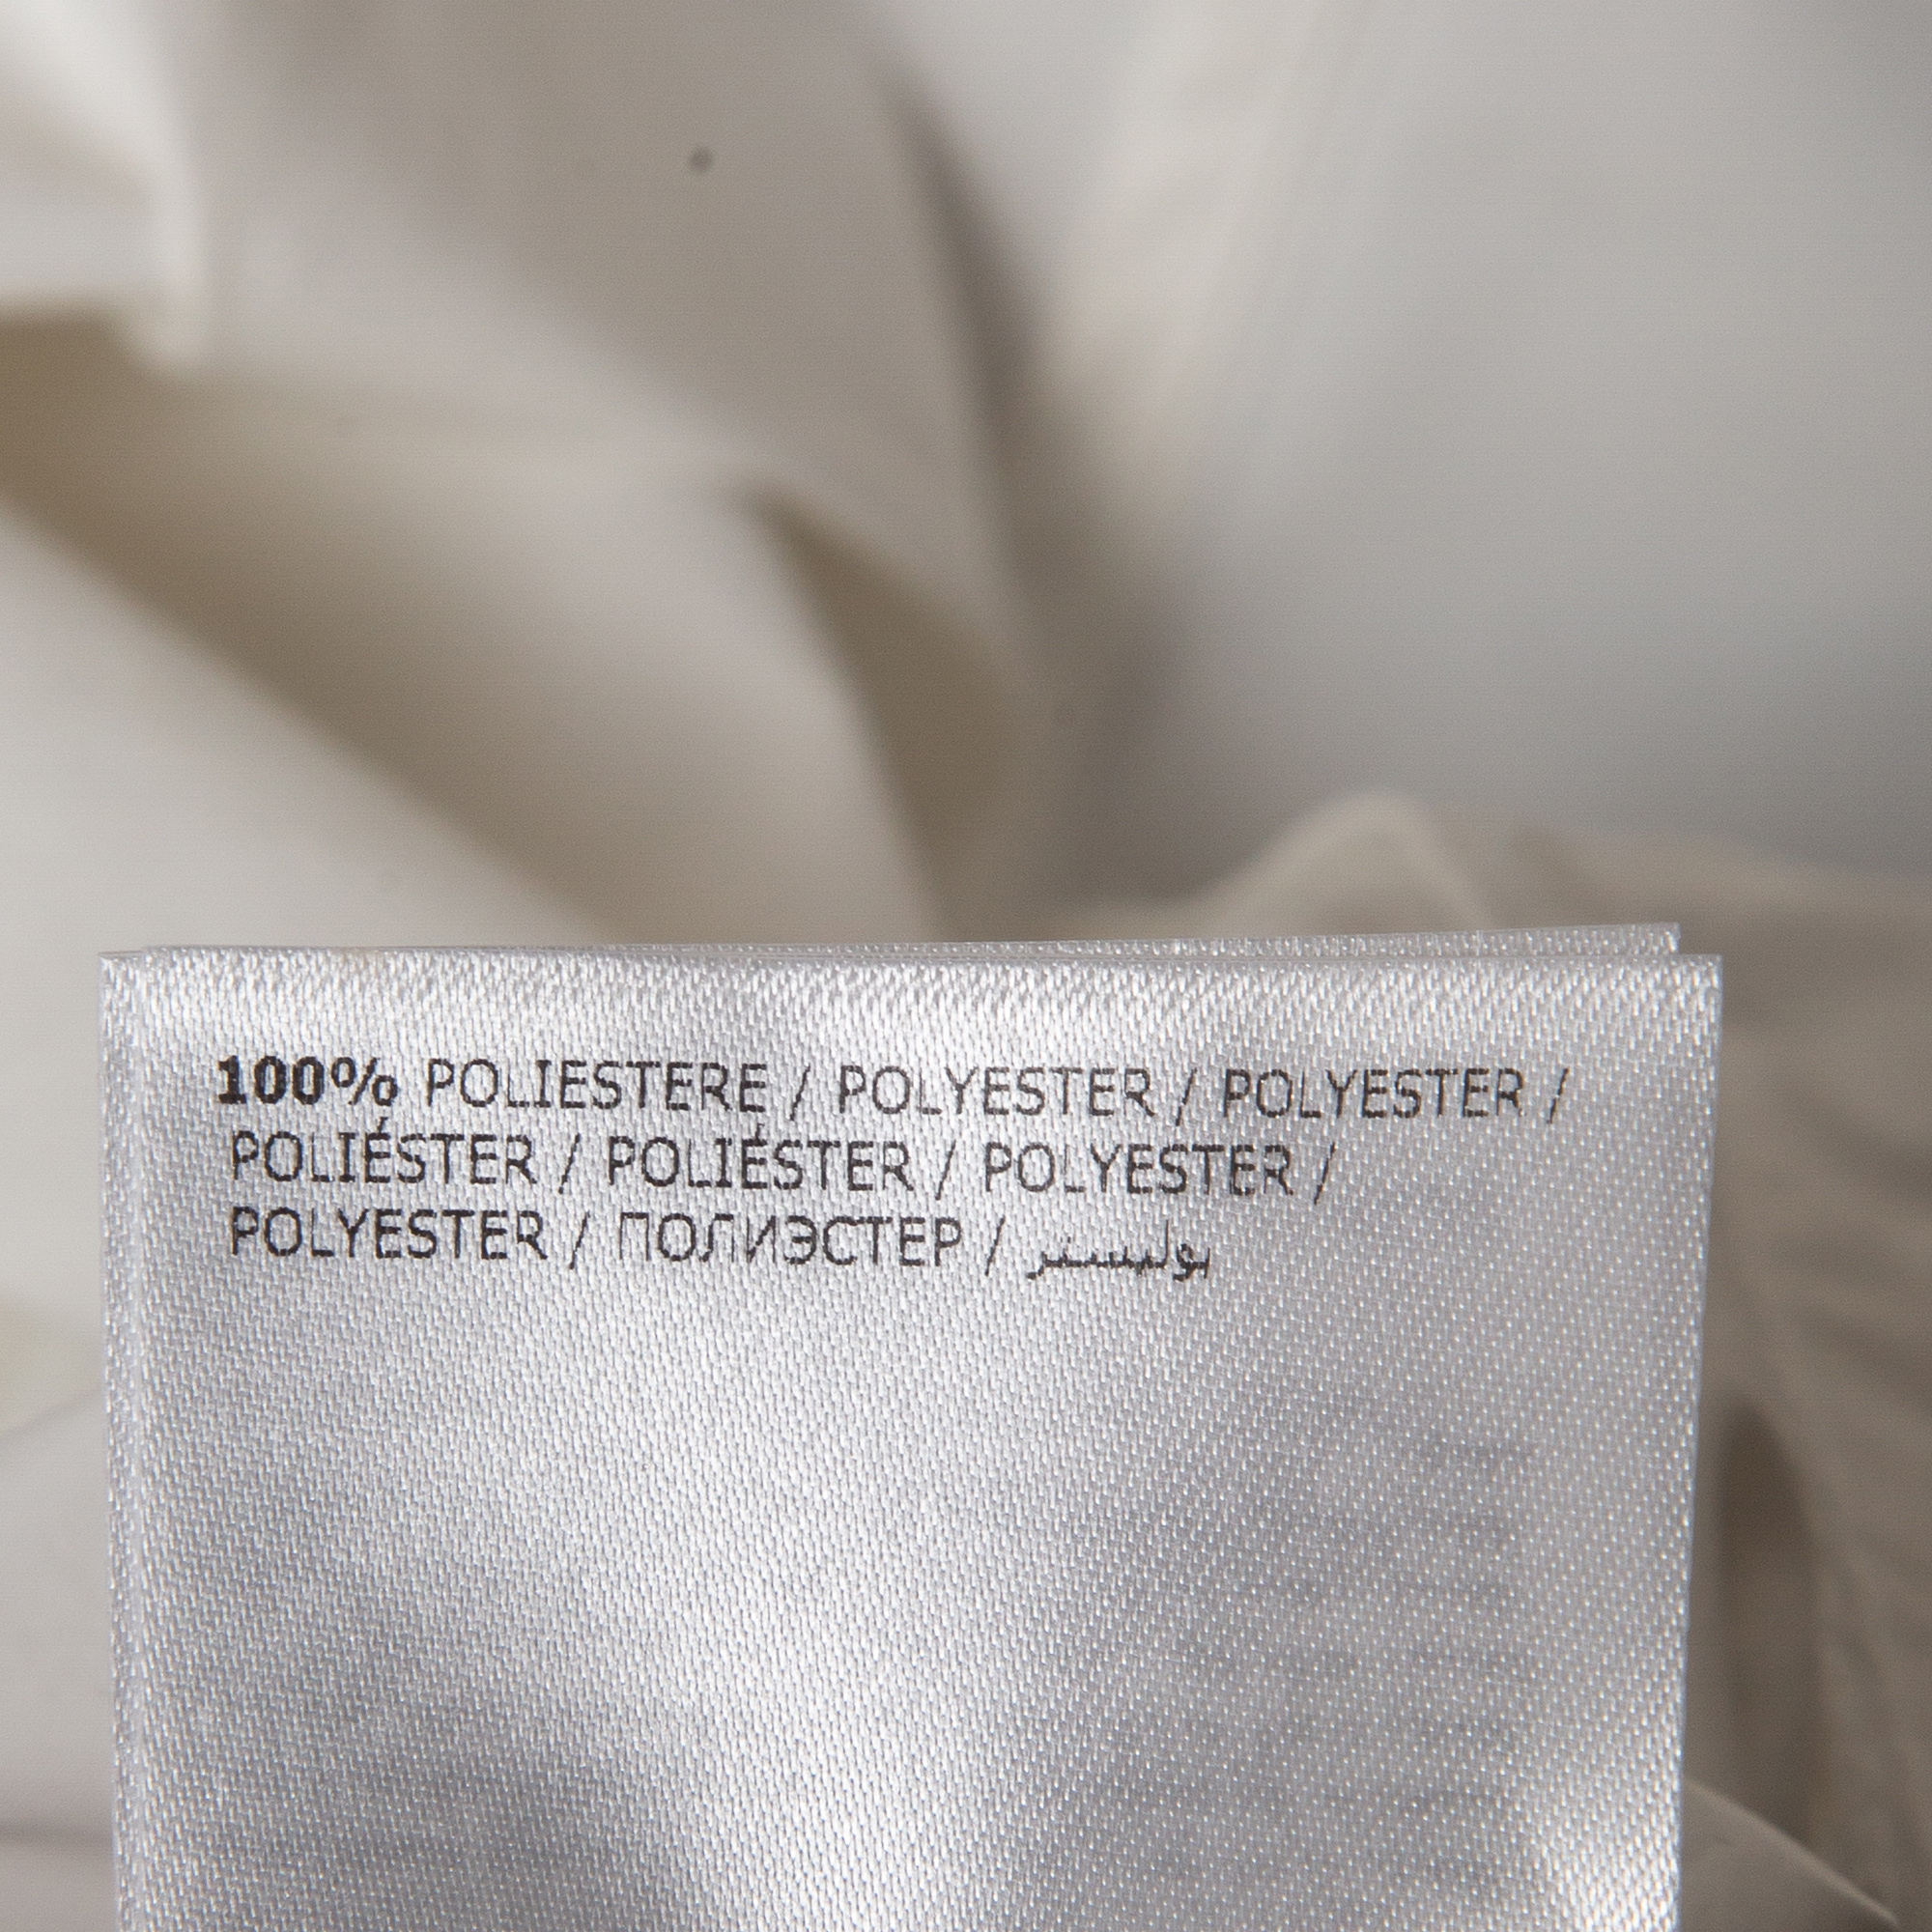 100% POLIESTERE / POLYESTER / POLYESTER /
POLIÉSTER / POLIÉSTER / POLYESTER /
POLYESTER / ПОЛИЭСТЕР / بوليستر